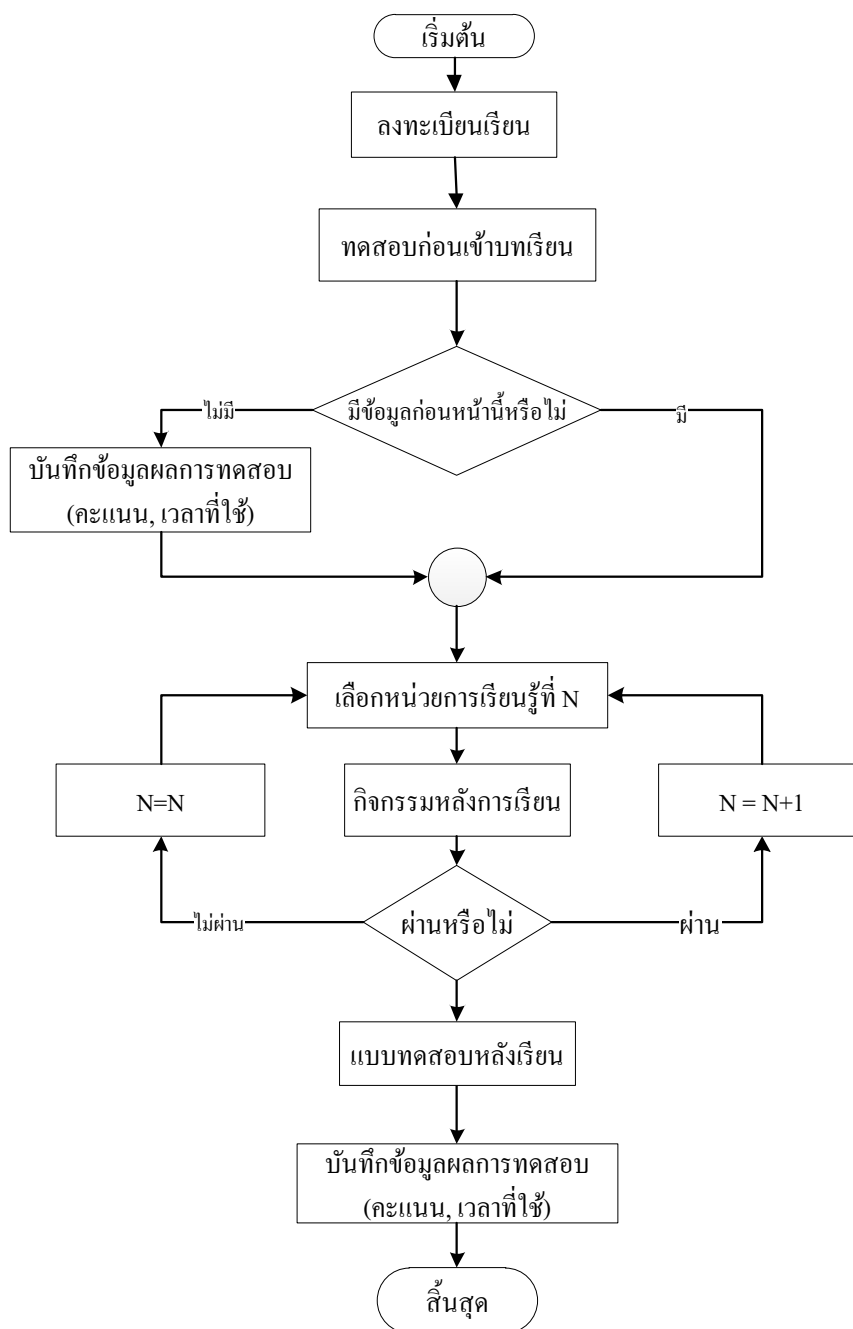 เริ่มต้น
ลงทะเบียนเรียน
ทดสอบก่อนเข้าบทเรียน
มีข้อมูลก่อนหน้านี้หรือไม่
ไม่มี
มี
บันทึกข้อมูลผลการทดสอบ
(คะแนน, เวลาที่ใช้)
เลือกหน่วยการเรียนรู้ที่ N
N=N
กิจกรรมหลังการเรียน
N = N+1
ไม่ผ่าน
ผ่านหรือไม่
ผ่าน
แบบทดสอบหลังเรียน
บันทึกข้อมูลผลการทดสอบ
(คะแนน, เวลาที่ใช้)
สิ้นสุด